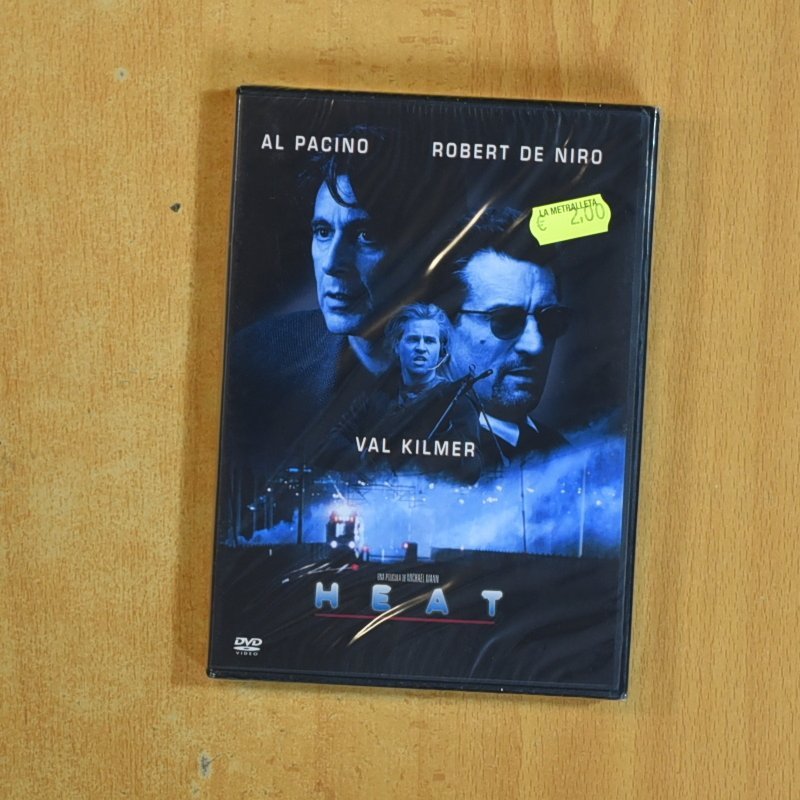 AL PACINO
ROBERT DE NIRO
LA METRALLETA
€ 2,00
VAL KILMER
UNA PELICULA DE MICHAEL MANN
HEAT
DVD
VIDEO